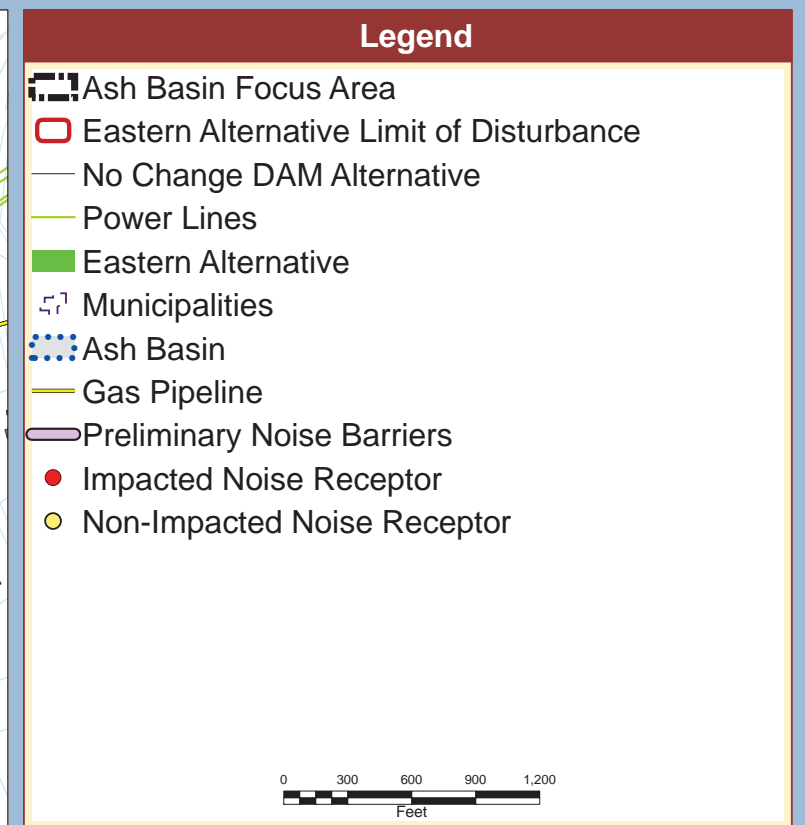 Legend
Ash Basin Focus Area
Eastern Alternative Limit of Disturbance
No Change DAM Alternative
Power Lines
Eastern Alternative
Municipalities
Ash Basin
Gas Pipeline
Preliminary Noise Barriers
Impacted Noise Receptor
Non-Impacted Noise Receptor
0 300 600 900 1,200
Feet